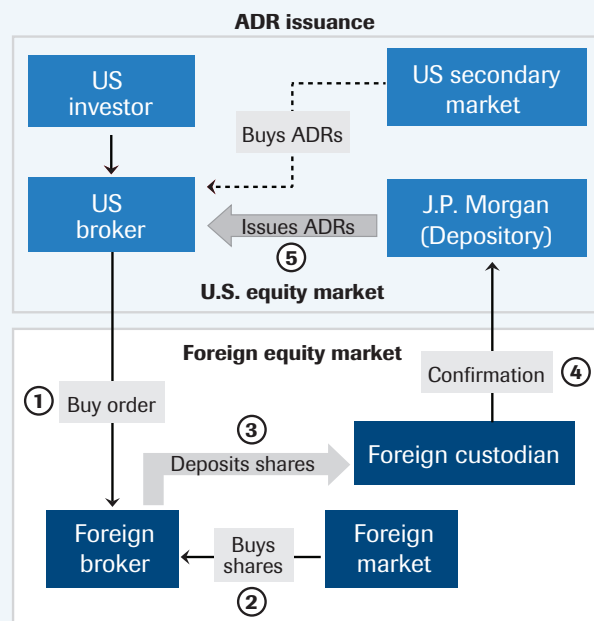 ADR issuance
US
investor
US secondary
market
Buys ADRs
US
broker
Issues ADRs
5
J.P. Morgan
(Depository)
U.S. equity market
Foreign equity market
1
Buy order
Confirmation
4
3
Deposits shares
Foreign custodian
Foreign
broker
Buys
shares
2
Foreign
market